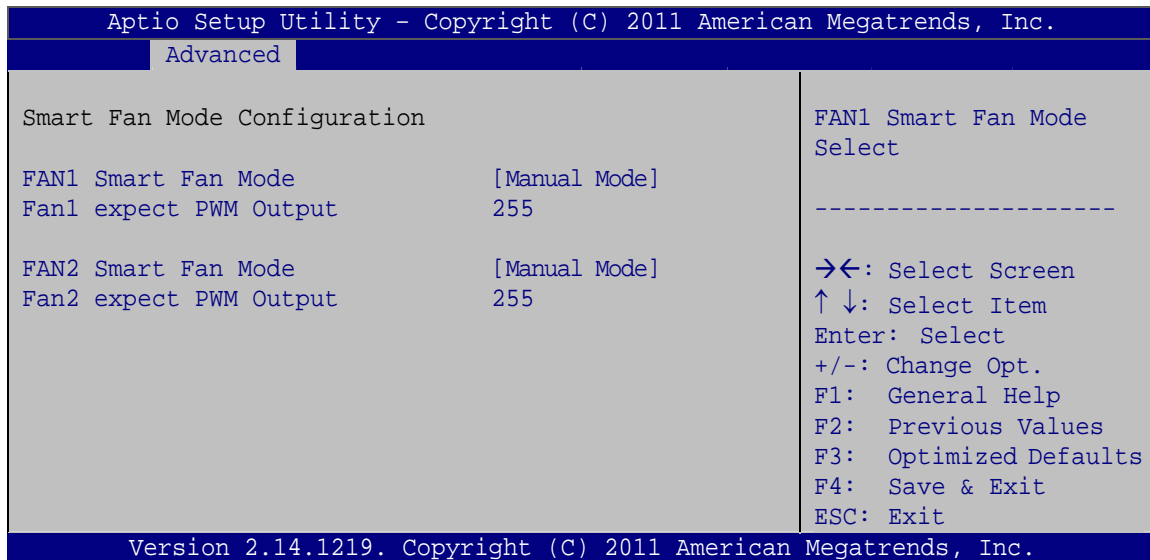 Aptio Setup Utility – Copyright (C) 2011 American Megatrends, Inc.
Advanced
Smart Fan Mode Configuration
FAN1 Smart Fan Mode [Manual Mode]
Fan1 expect PWM Output 255
FAN2 Smart Fan Mode [Manual Mode]
Fan2 expect PWM Output 255
FAN1 Smart Fan Mode
Select
---------------------
→←: Select Screen
↑ ↓: Select Item
Enter: Select
+/-: Change Opt.
F1: General Help
F2: Previous Values
F3: Optimized Defaults
F4: Save & Exit
ESC: Exit
Version 2.14.1219. Copyright (C) 2011 American Megatrends, Inc.